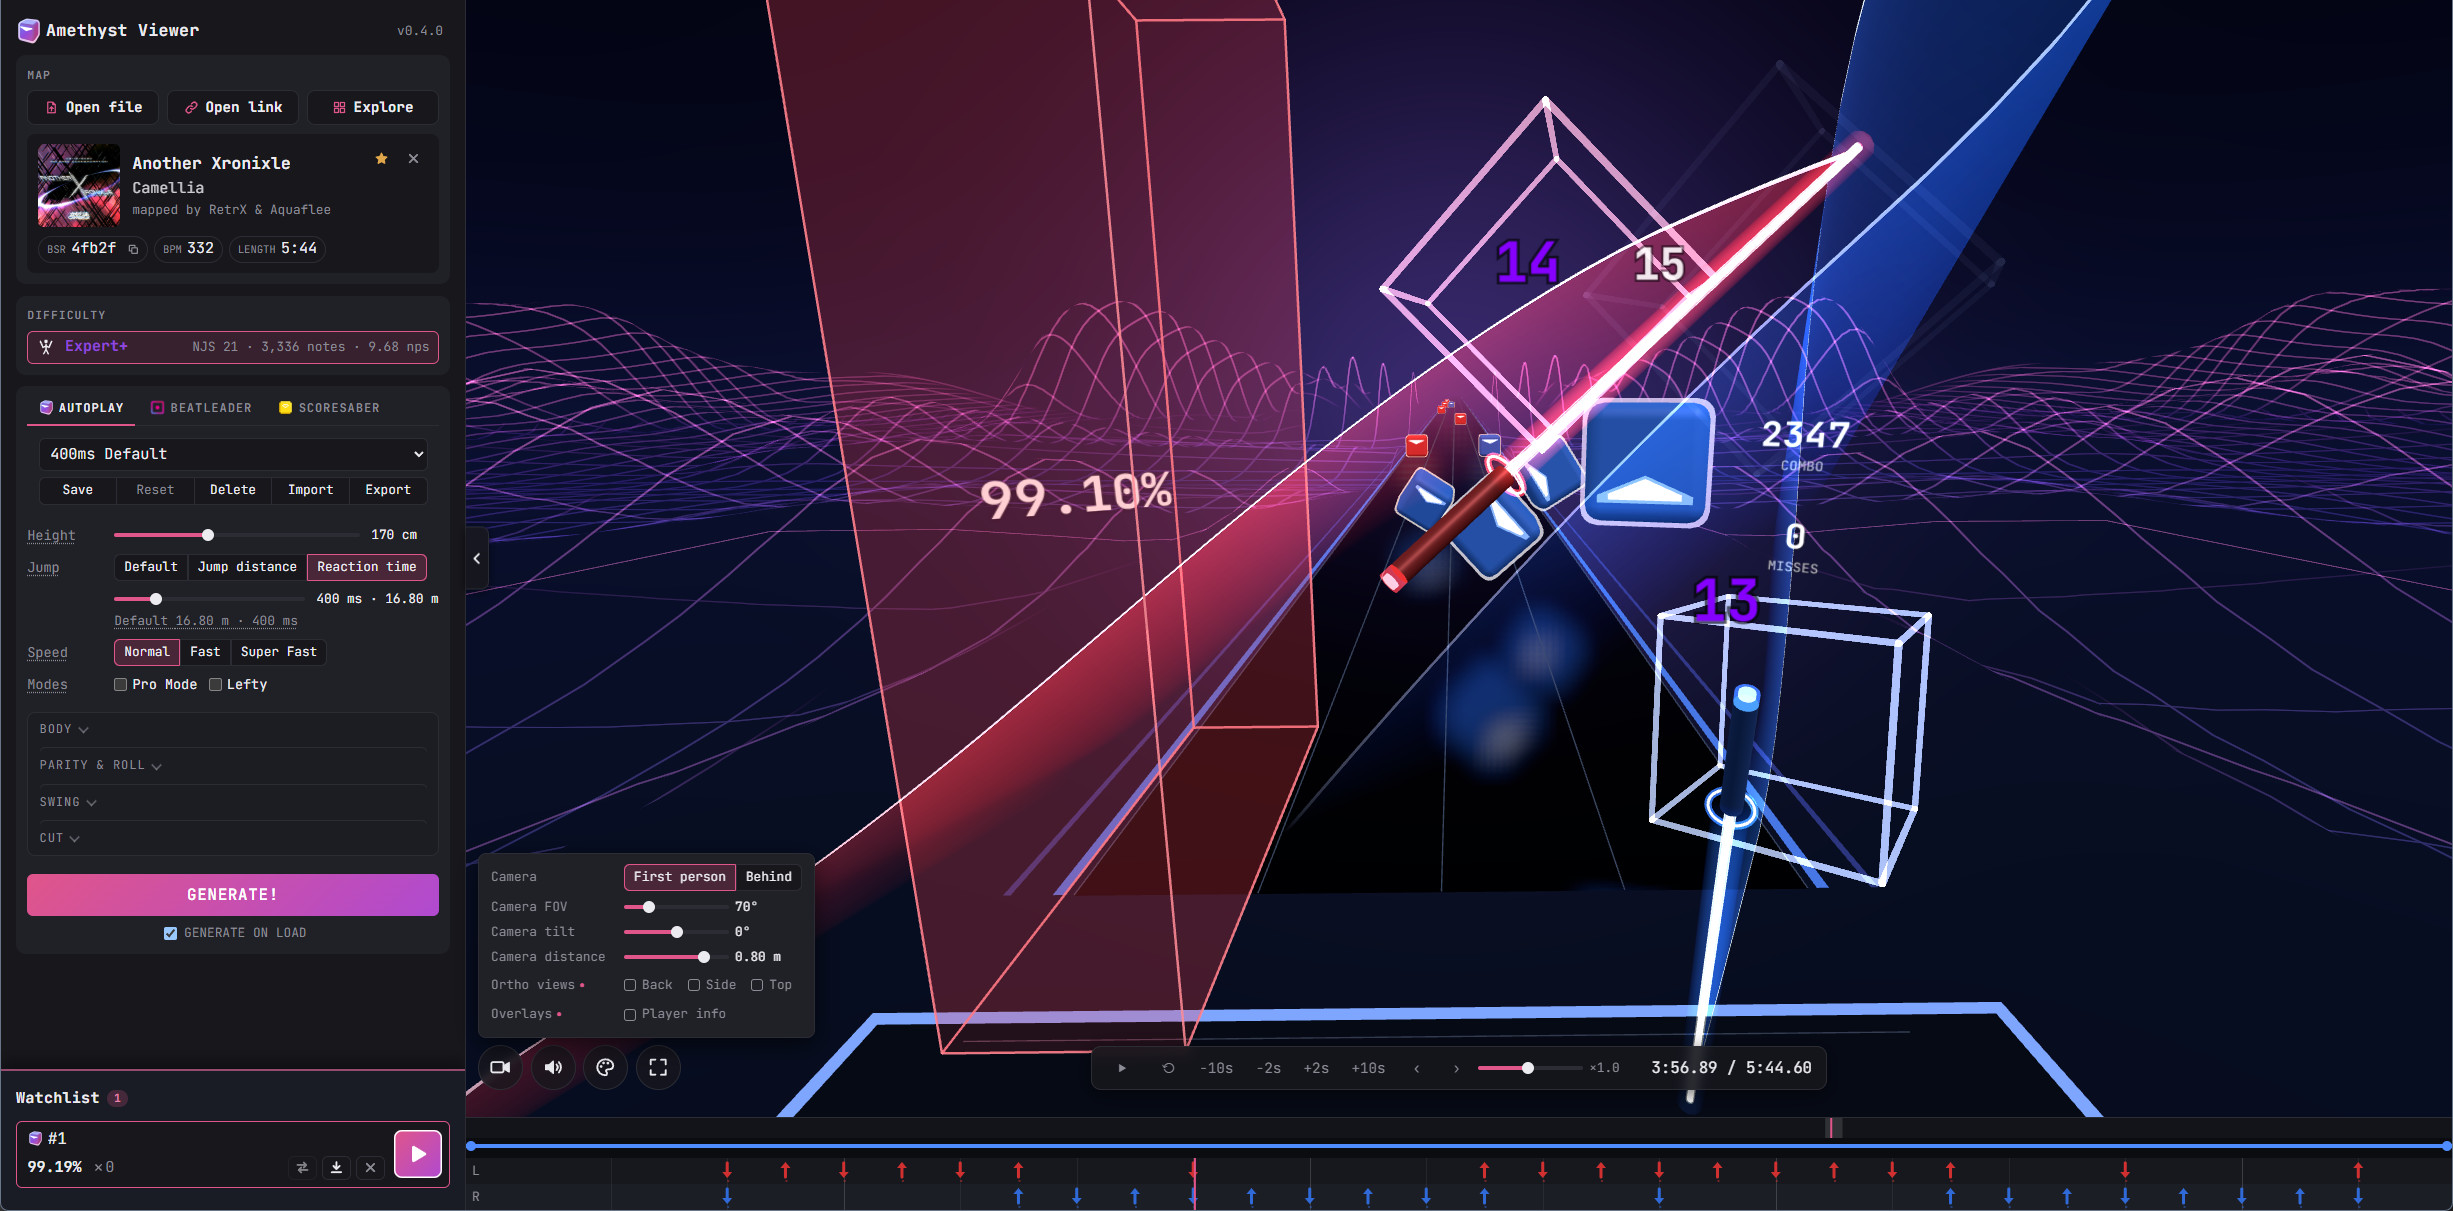 Amethyst Viewer v0.4.0
MAP
Open file Open link Explore
Another Xronixle
Camellia
mapped by RetrX & Aquaflee
BSR 4fb2f BPM 332 LENGTH 5:44
DIFFICULTY
Expert+ NJS 21 · 3,336 notes · 9.68 nps
AUTOPLAY BEATLEADER SCORESABER
400ms Default
Save Reset Delete Import Export
Height 170 cm
Jump Default Jump distance Reaction time
400 ms · 16.80 m
Default 16.80 m · 400 ms
Speed Normal Fast Super Fast
Modes Pro Mode Lefty
BODY
PARITY & ROLL
SWING
CUT
GENERATE!
GENERATE ON LOAD
Watchlist 1
#1
99.19% ×0
14 15
2347
COMBO
99.10%
0
MISSES
13
Camera First person Behind
Camera FOV 70°
Camera tilt 0°
Camera distance 0.80 m
Ortho views • Back Side Top
Overlays • Player info
-10s -2s +2s +10s ‹ › ×1.0 3:56.89 / 5:44.60
L
R